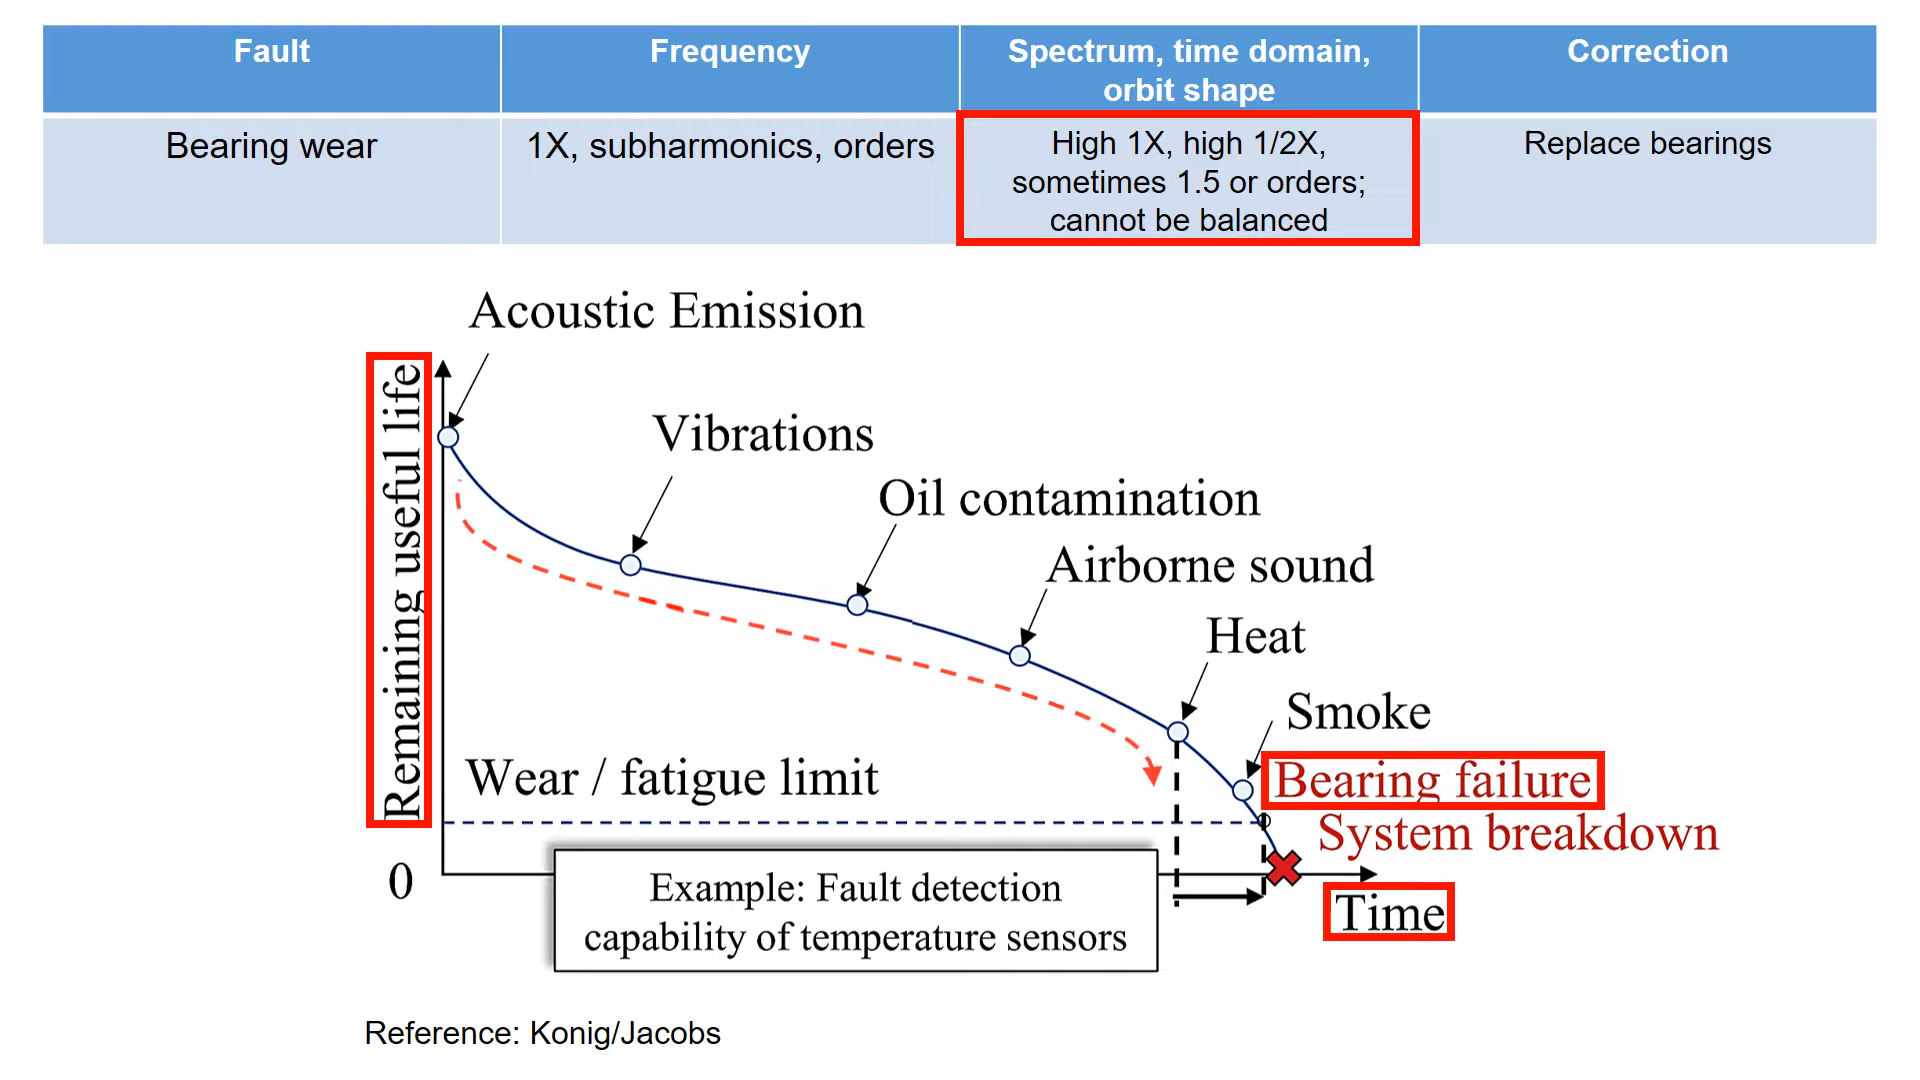 Fault
Frequency
Spectrum, time domain,
orbit shape
Correction
Bearing wear
1X, subharmonics, orders
High 1X, high 1/2X,
sometimes 1.5 or orders;
cannot be balanced
Replace bearings
Acoustic Emission
Vibrations
Oil contamination
Airborne sound
Heat
Smoke
Remaining useful life
Wear / fatigue limit
Bearing failure
System breakdown
0
Example: Fault detection
capability of temperature sensors
Time
Reference: Konig/Jacobs